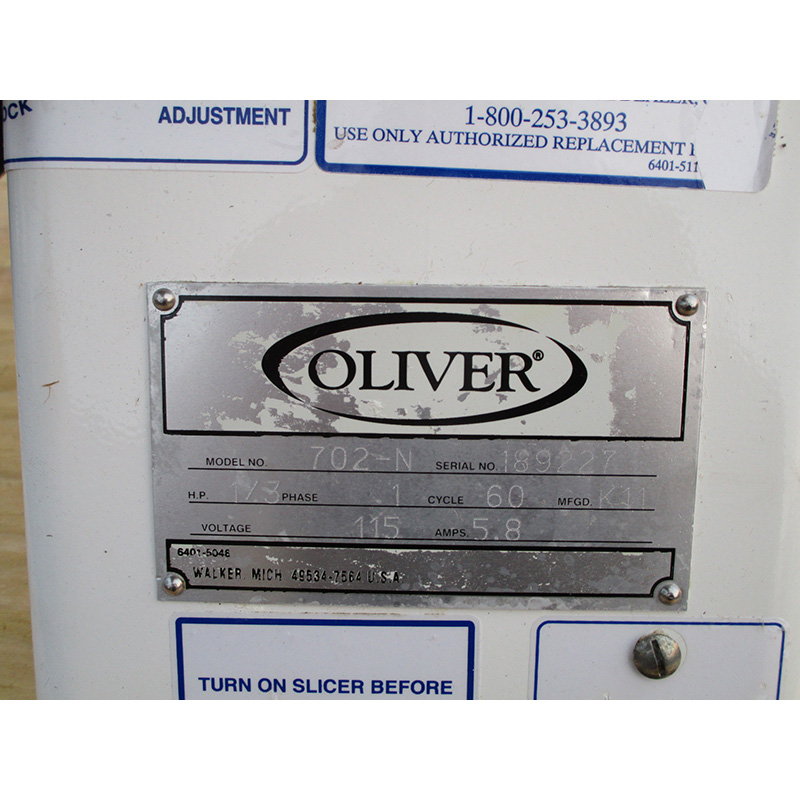 OCK
ADJUSTMENT
1-800-253-3893
USE ONLY AUTHORIZED REPLACEMENT
6401-511
OLIVER®
MODEL NO. 702-N SERIAL NO. 189227
H.P. 1/3 PHASE 1 CYCLE 60 MFGD. K11
VOLTAGE 115 AMPS. 5.8
6401-5048
WALKER, MICH 49534-7564 U.S.A
TURN ON SLICER BEFORE